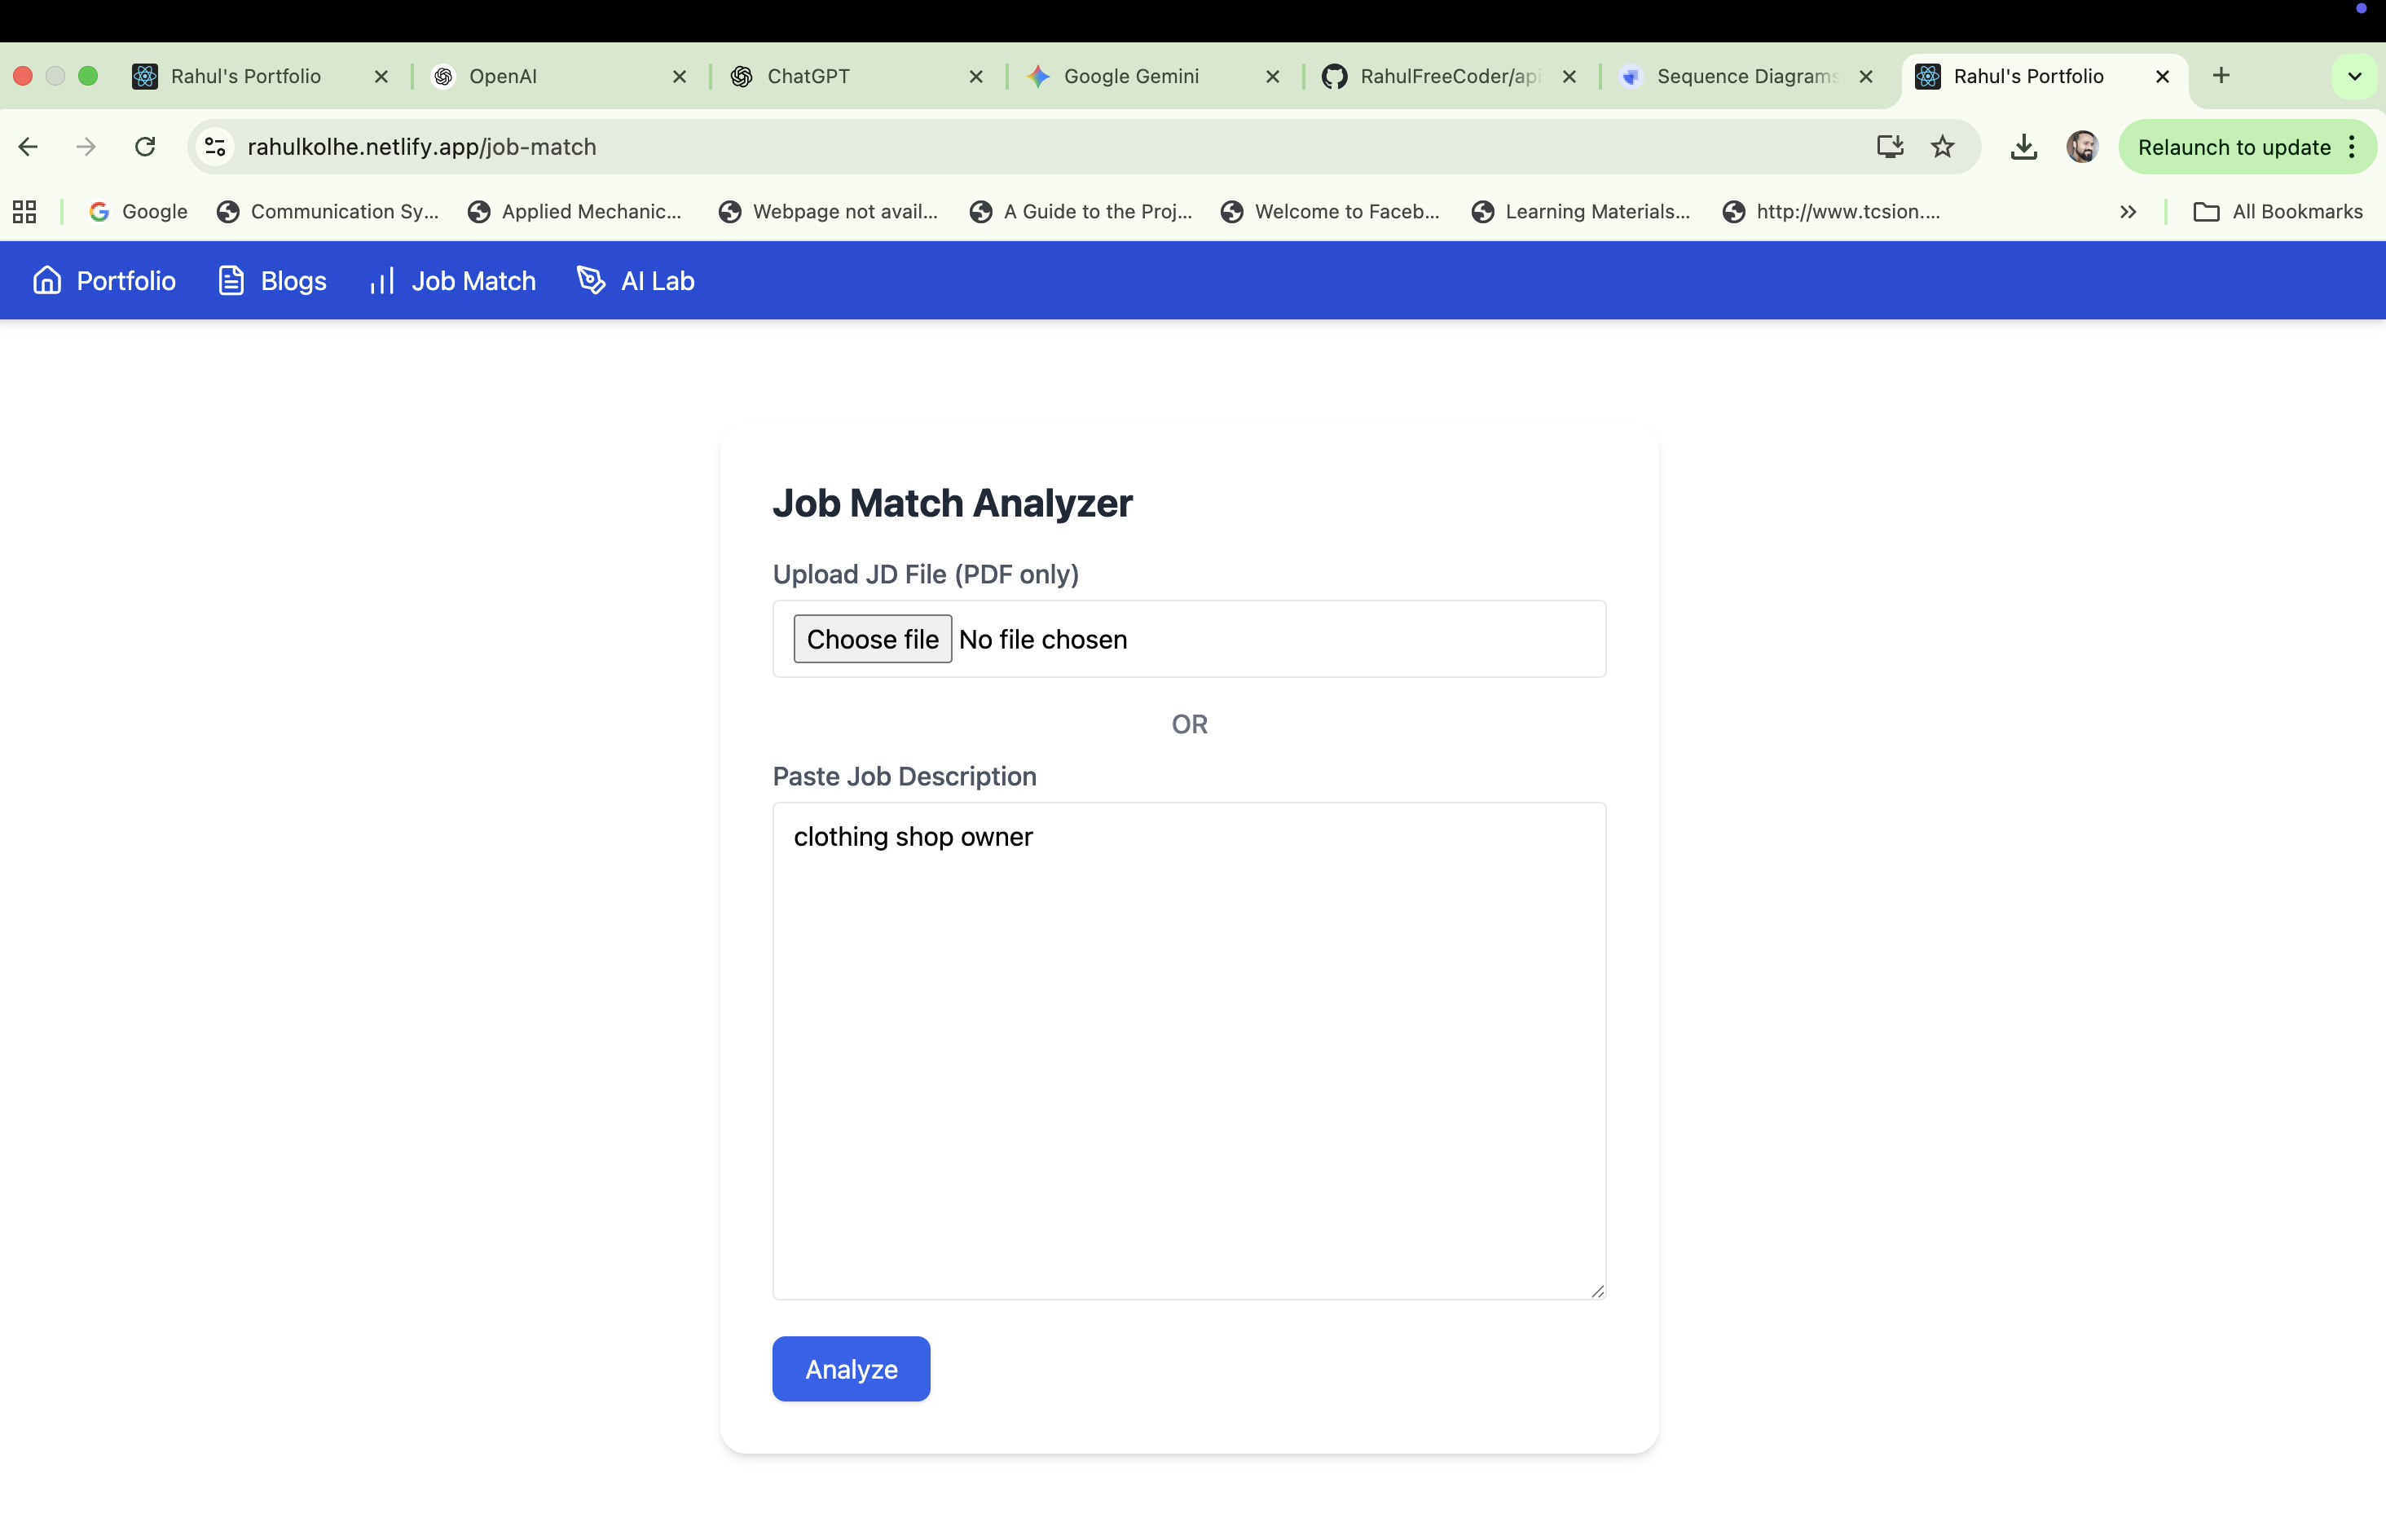 Rahul's Portfolio OpenAI ChatGPT Google Gemini RahulFreeCoder/api Sequence Diagrams Rahul's Portfolio
rahulkolhe.netlify.app/job-match Relaunch to update
Google Communication Sy... Applied Mechanic... Webpage not avail... A Guide to the Proj... Welcome to Faceb... Learning Materials... http://www.tcsion.... All Bookmarks
Portfolio Blogs Job Match AI Lab
Job Match Analyzer
Upload JD File (PDF only)
Choose file No file chosen
OR
Paste Job Description
clothing shop owner
Analyze